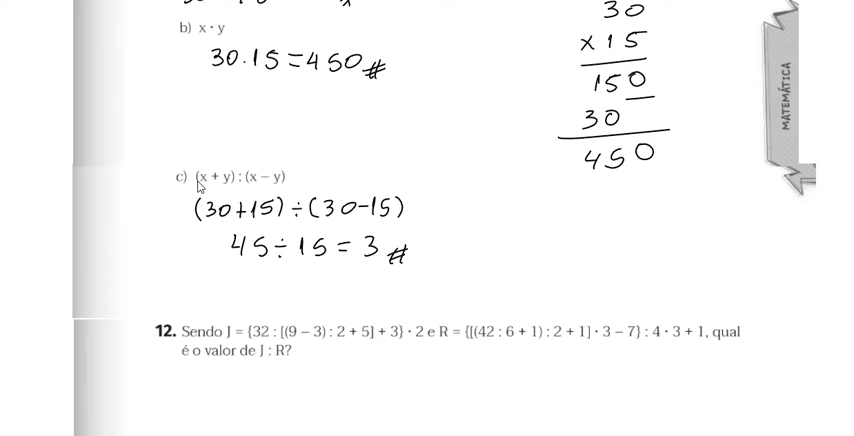 b) x · y
30 . 15 = 450 #
30
x 15
150
30
450
c) (x + y) : (x – y)
(30+15) ÷ (30-15)
45 ÷ 15 = 3 #
12. Sendo J = {32 : [(9 – 3) : 2 + 5] + 3} · 2 e R = {[(42 : 6 + 1) : 2 + 1] · 3 – 7} : 4 · 3 + 1, qual
é o valor de J : R?
MATEMÁTICA